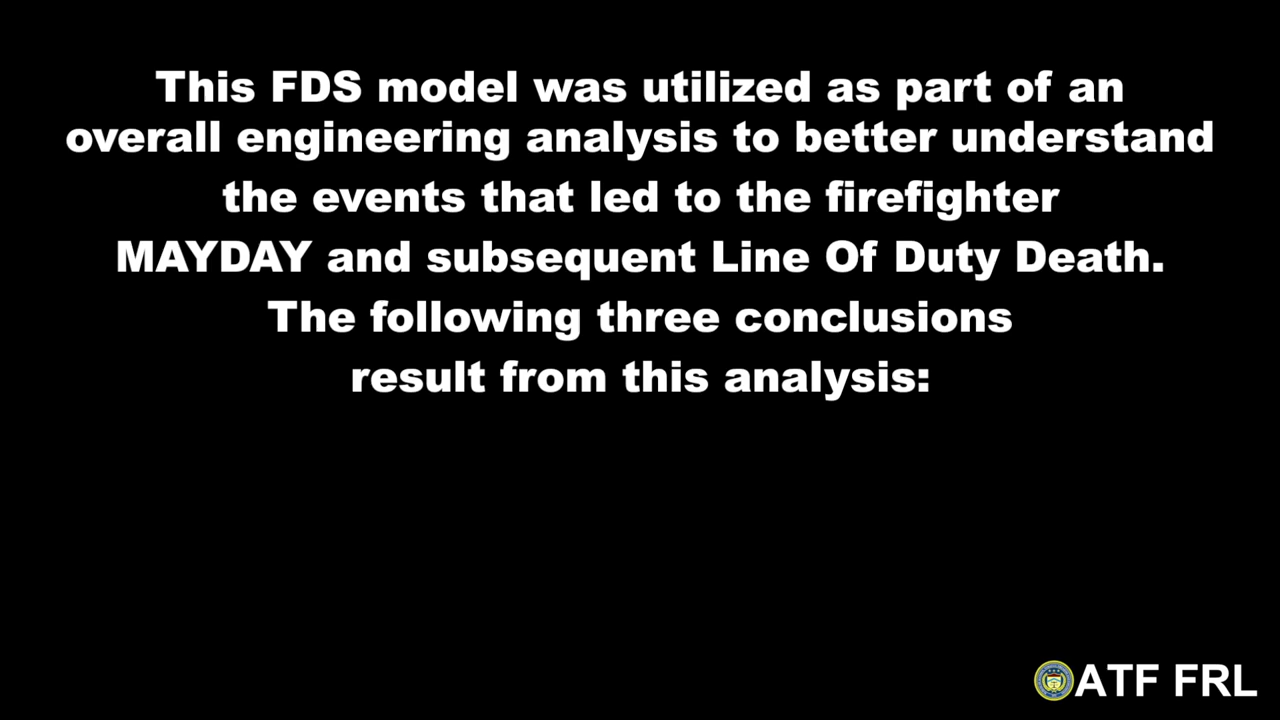 This FDS model was utilized as part of an
overall engineering analysis to better understand
the events that led to the firefighter
MAYDAY and subsequent Line Of Duty Death.
The following three conclusions
result from this analysis:
ATF FRL